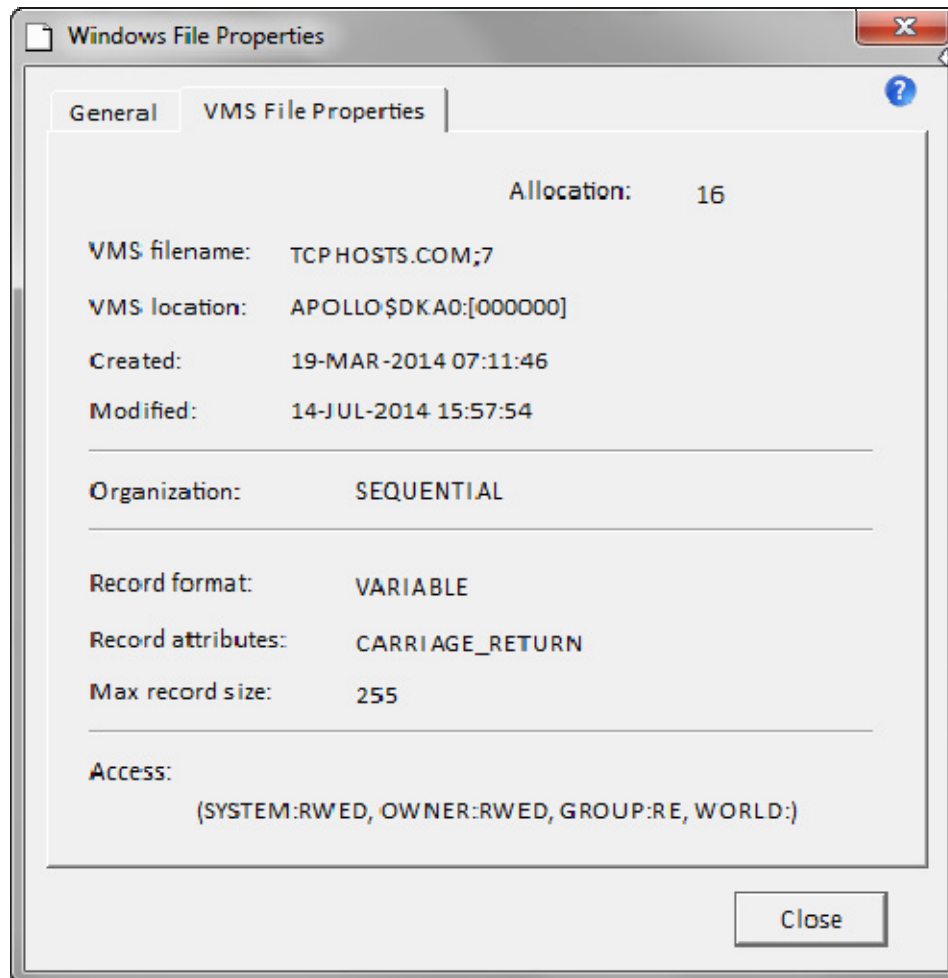 Windows File Properties
General VMS File Properties
Allocation: 16
VMS filename: TCPHOSTS.COM;7
VMS location: APOLLO$DKA0:[000000]
Created: 19-MAR-2014 07:11:46
Modified: 14-JUL-2014 15:57:54
Organization: SEQUENTIAL
Record format: VARIABLE
Record attributes: CARRIAGE_RETURN
Max record size: 255
Access:
(SYSTEM:RWED, OWNER:RWED, GROUP:RE, WORLD:)
Close